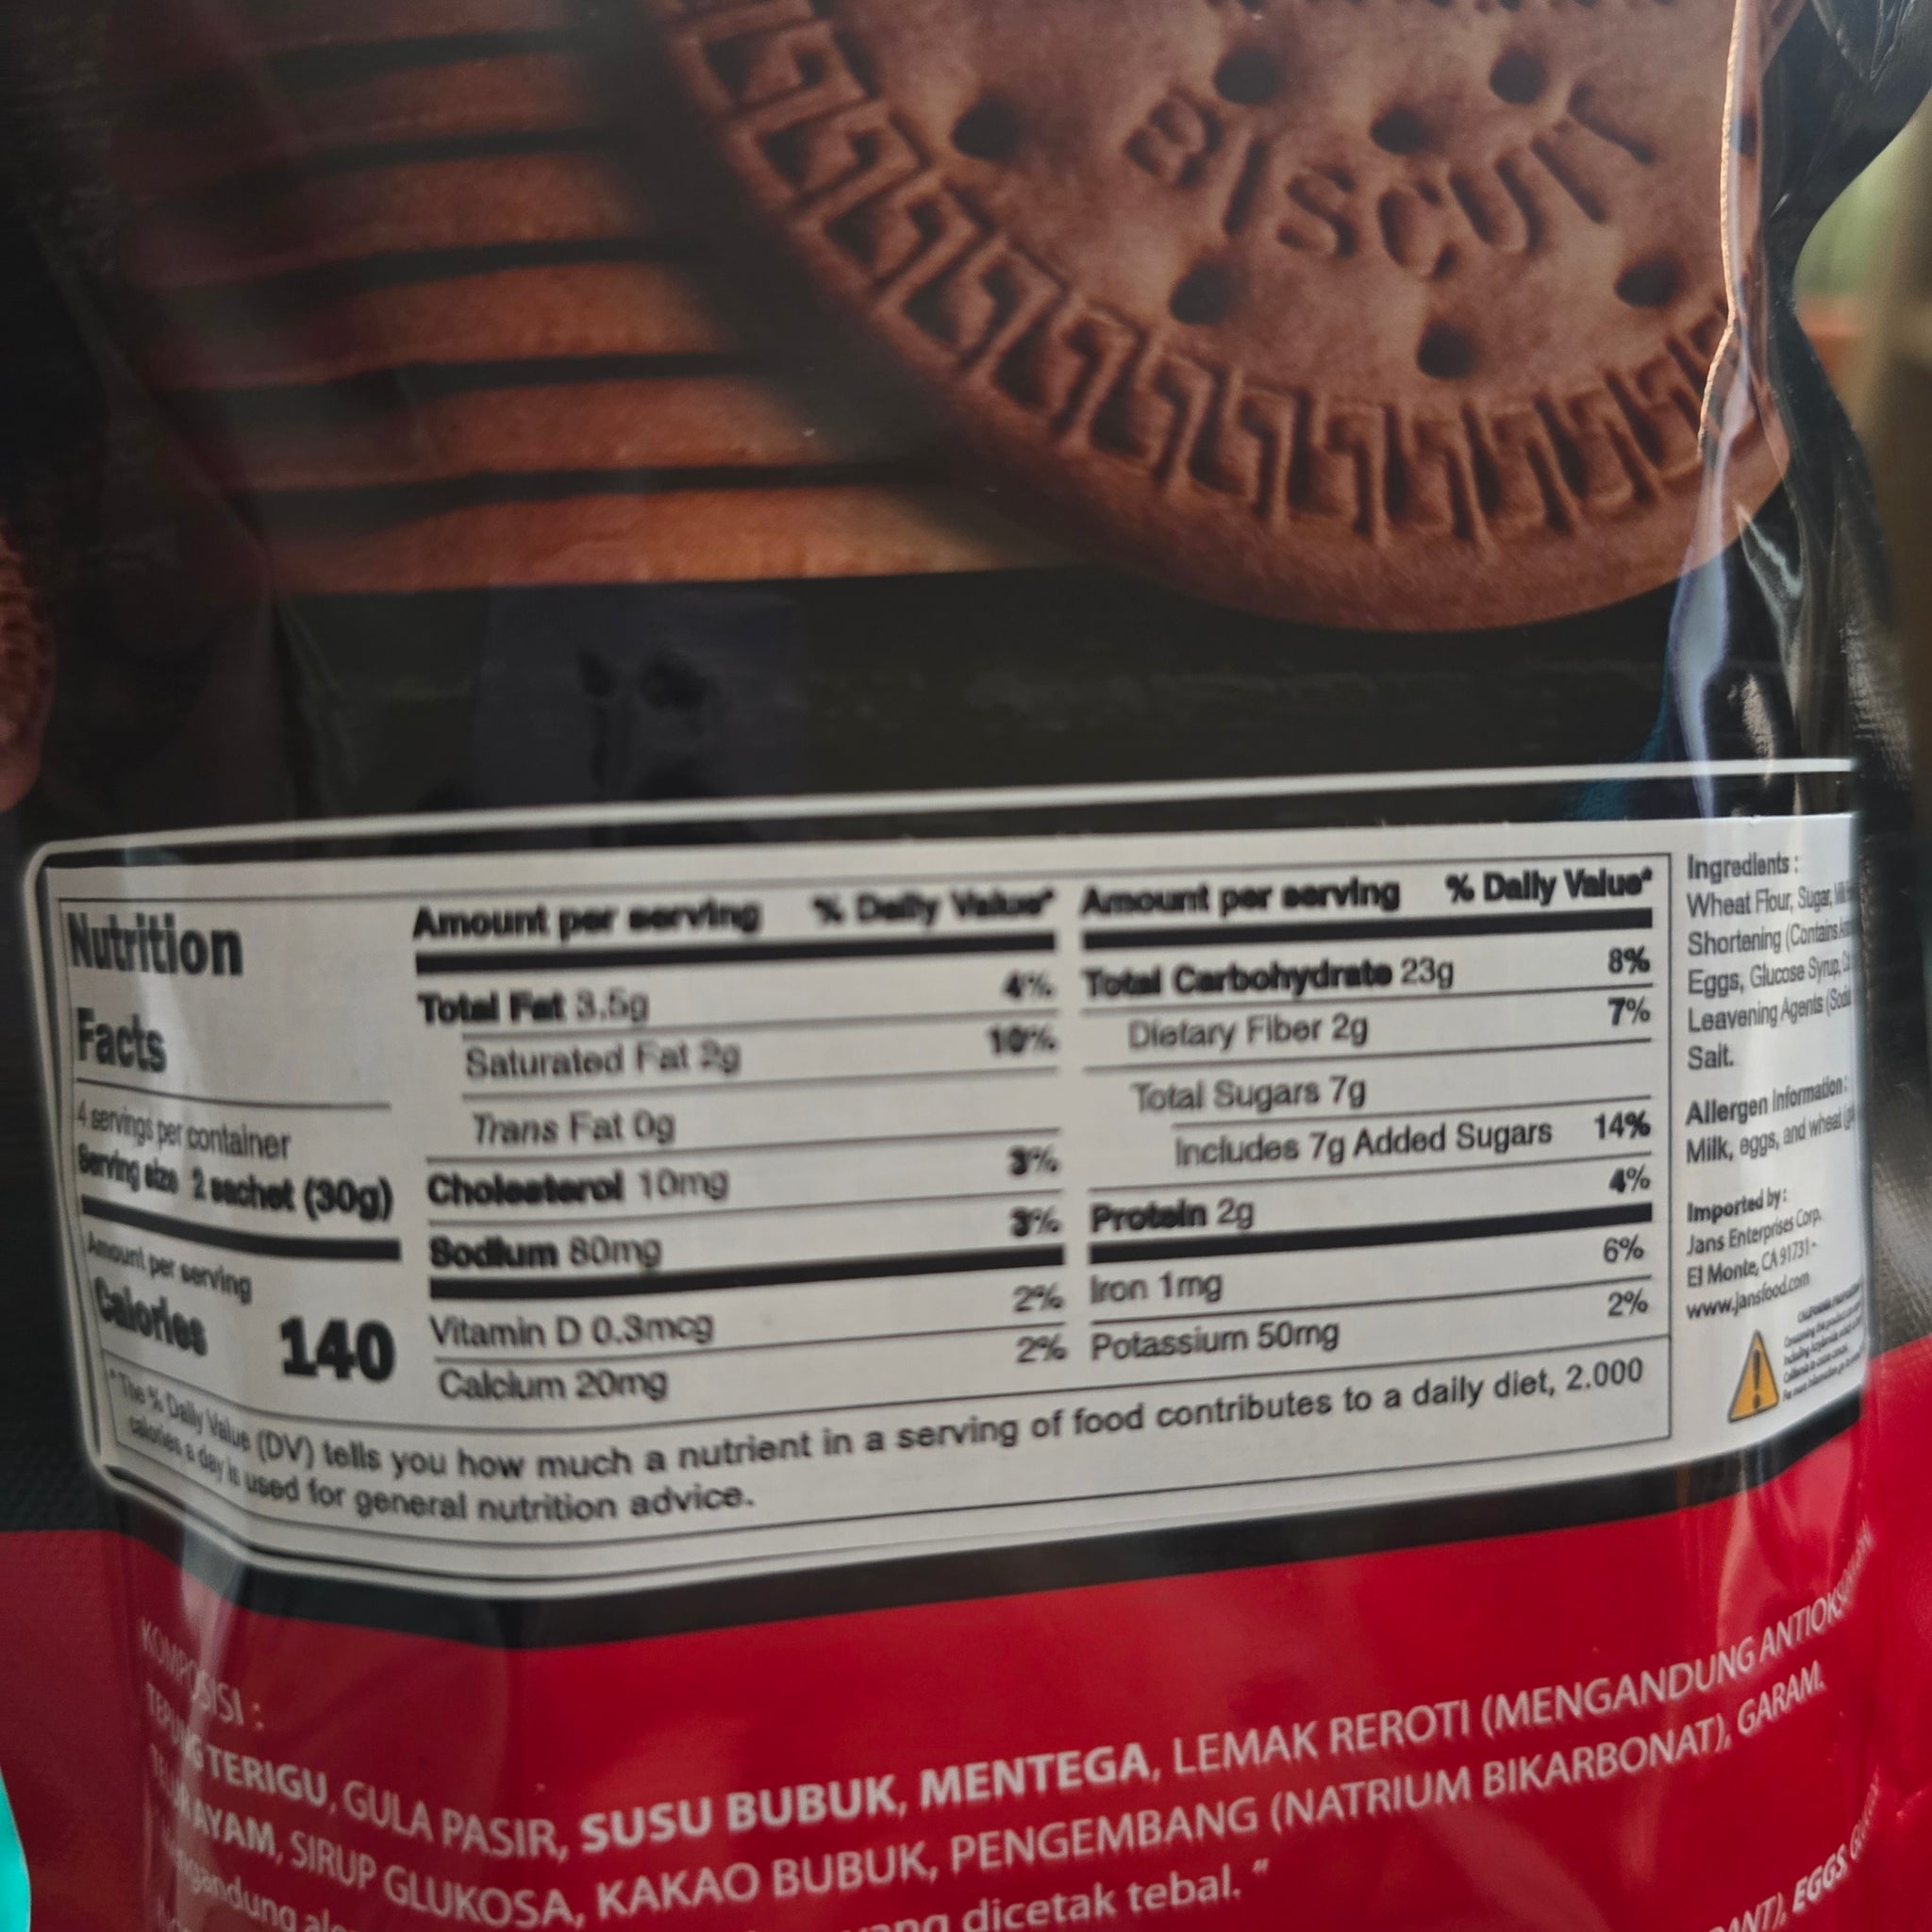 BISCUIT
Nutrition
Facts
4 servings per container
Serving size 2 sachet (30g)
Amount per serving
Calories 140
Amount per serving % Daily Value*
Total Fat 3.5g 4%
Saturated Fat 2g 10%
Trans Fat 0g
Cholesterol 10mg 3%
Sodium 80mg 3%
Vitamin D 0.3mcg 2%
Calcium 20mg 2%
Amount per serving % Daily Value*
Total Carbohydrate 23g 8%
Dietary Fiber 2g 7%
Total Sugars 7g
Includes 7g Added Sugars 14%
Protein 2g 4%
Iron 1mg 6%
Potassium 50mg 2%
*The % Daily Value (DV) tells you how much a nutrient in a serving of food contributes to a daily diet, 2.000
calories a day is used for general nutrition advice.
Ingredients :
Wheat Flour, Sugar,
Shortening (Contains
Eggs, Glucose Syrup,
Leavening Agents
Salt.
Allergen Information :
Milk, eggs, and wheat
Imported by :
Jans Enterprises Corp.
El Monte, CA 91731 -
www.jansfood.com
KOMPOSISI :
TEPUNG TERIGU, GULA PASIR, SUSU BUBUK, MENTEGA, LEMAK REROTI (MENGANDUNG
AYAM, SIRUP GLUKOSA, KAKAO BUBUK, PENGEMBANG (NATRIUM BIKARBONAT), GARAM.
dicetak tebal. "
EGGS,